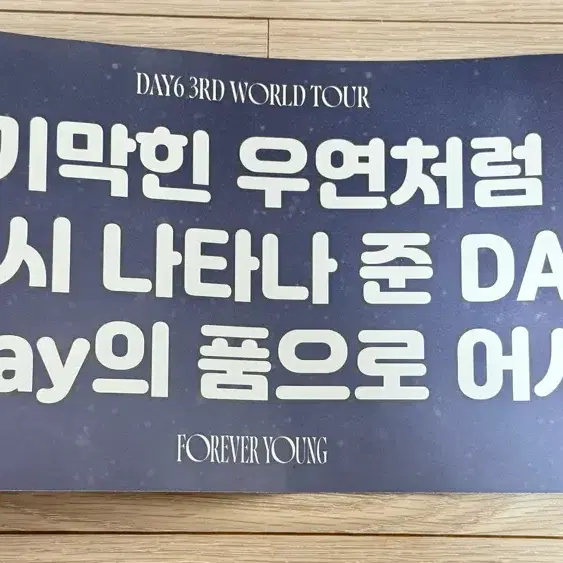 DAY6 3RD WORLD TOUR
기막힌 우연처럼
시 나타나 준 DA
ay의 품으로 어
FOREVER YOUNG